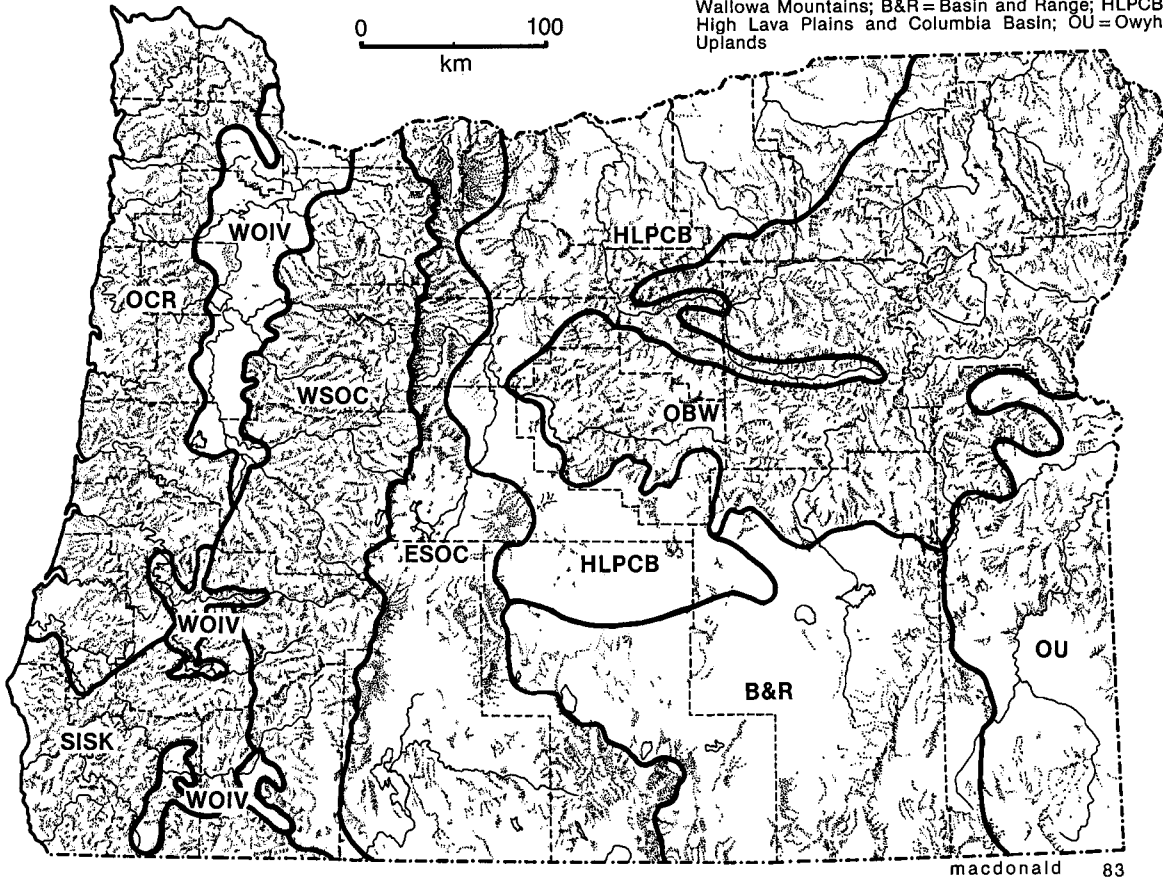 Wallowa Mountains; B&R = Basin and Range; HLPCB
High Lava Plains and Columbia Basin; OU = Owyh
Uplands
0 100
km
WOIV
HLPCB
OCR
WSOC
OBW
ESOC
HLPCB
WOIV
OU
B&R
SISK
WOIV
macdonald 83